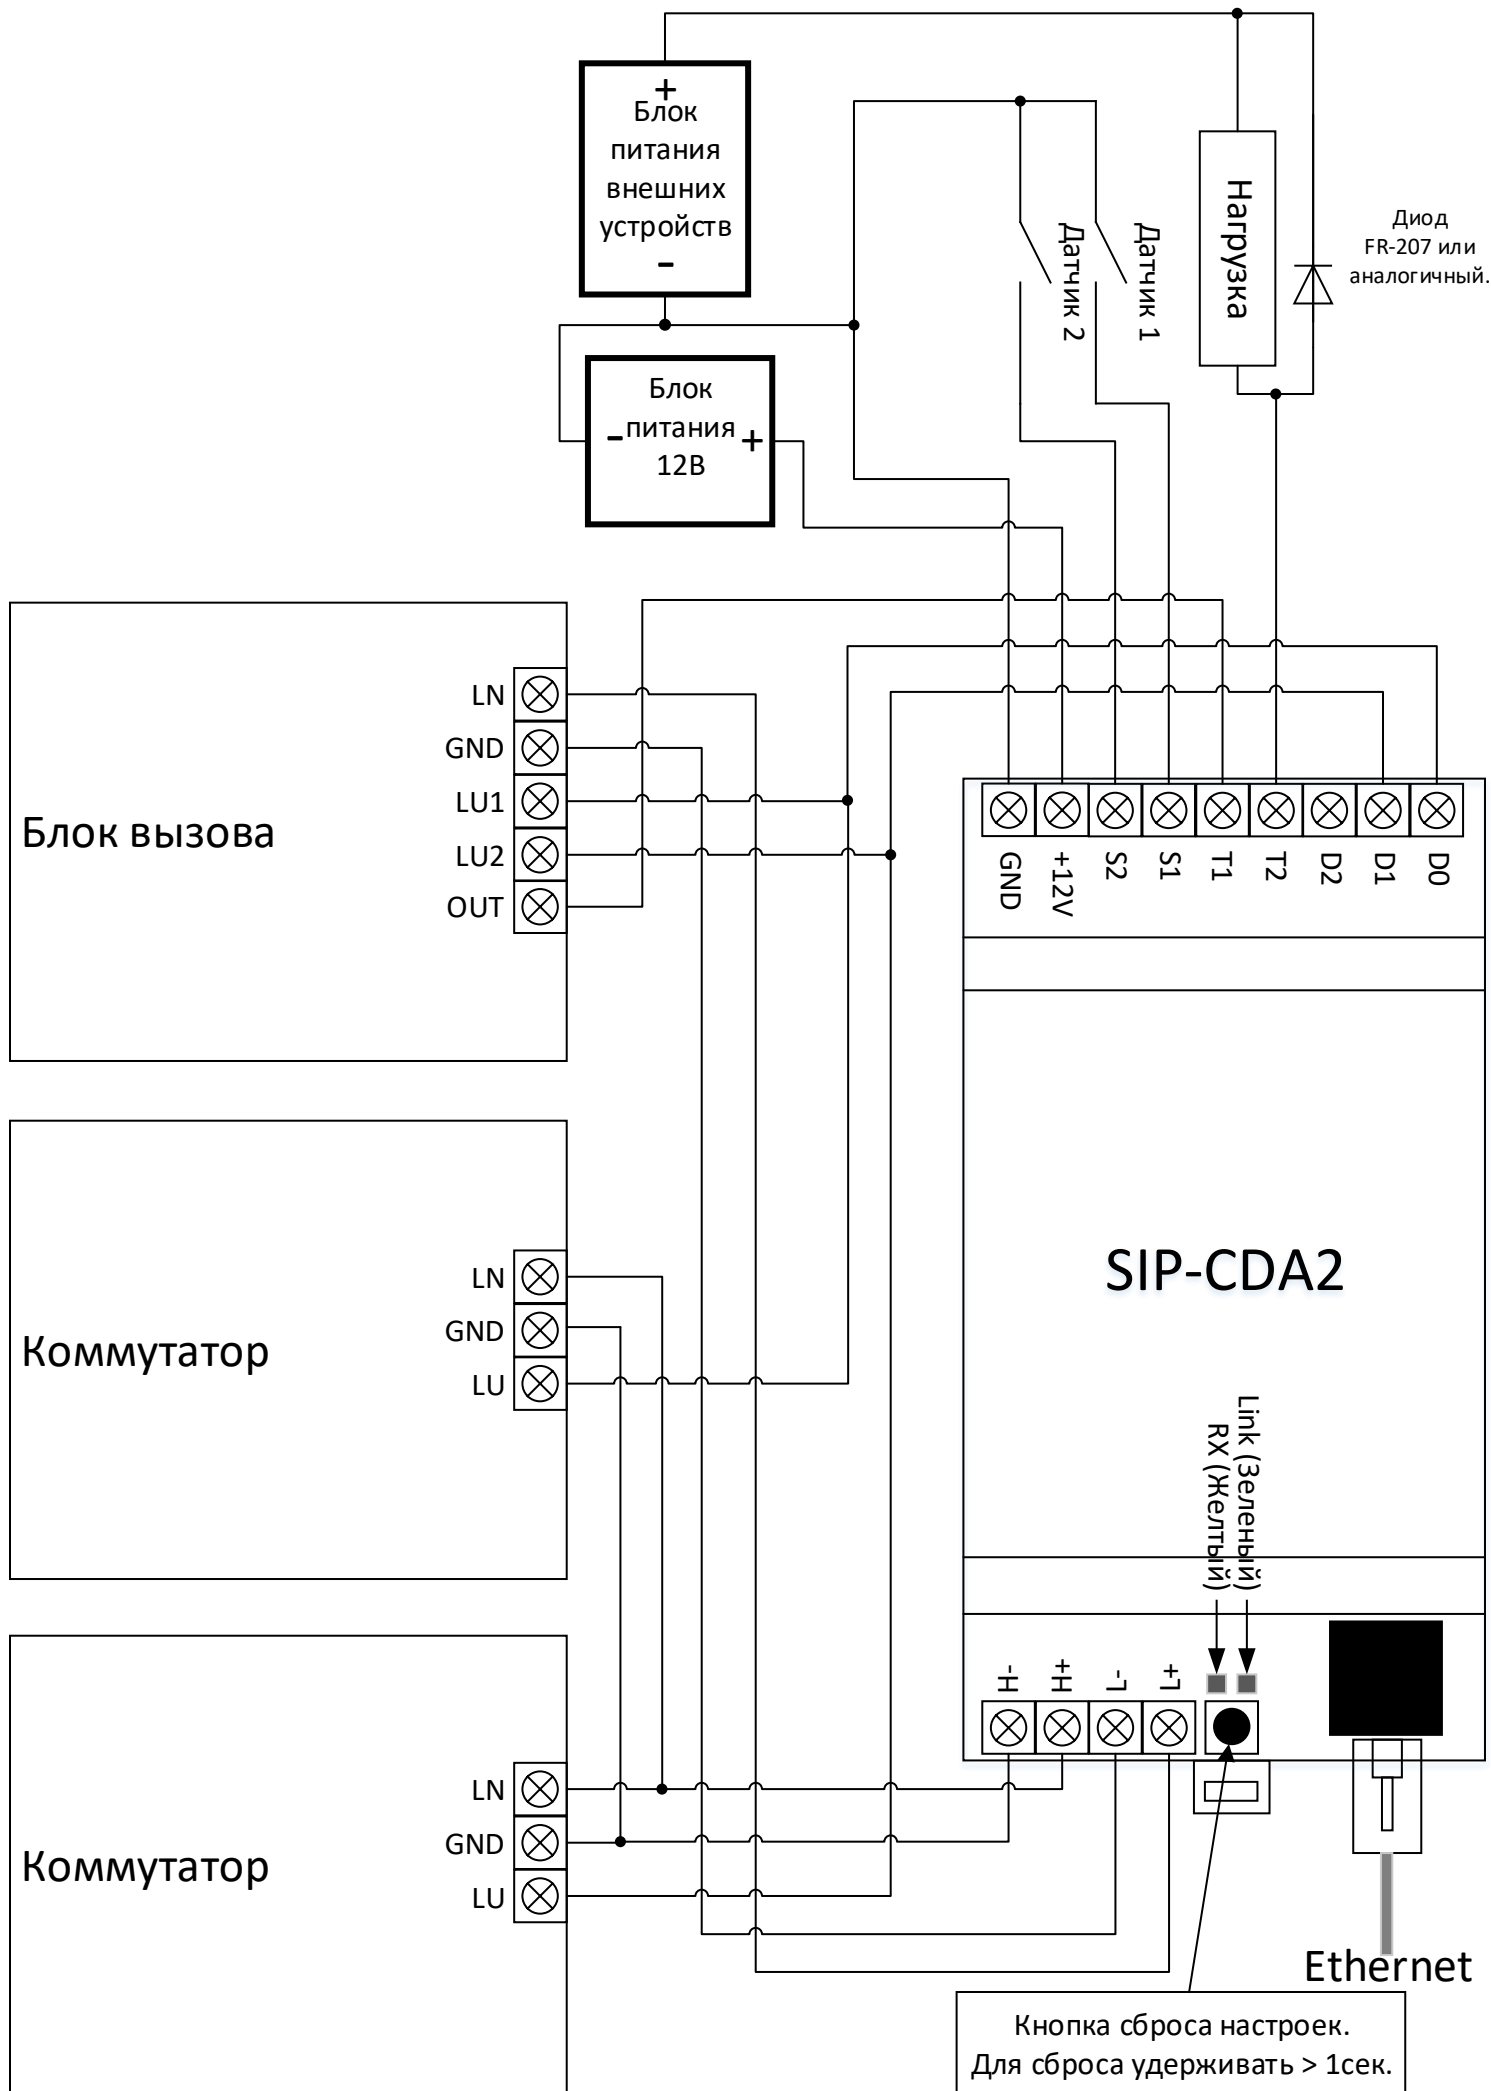 +
Блок
питания
внешних
устройств
-
Блок
питания
12В
-
+
Датчик 2
Датчик 1
Нагрузка
Диод
FR-207 или
аналогичный.
Блок вызова
LN
GND
LU1
LU2
OUT
GND
+12V
S2
S1
T1
T2
D2
D1
D0
SIP-CDA2
Коммутатор
LN
GND
LU
RX (Желтый)
Link (Зеленый)
H-
H+
L-
L+
Коммутатор
LN
GND
LU
Ethernet
Кнопка сброса настроек.
Для сброса удерживать > 1сек.